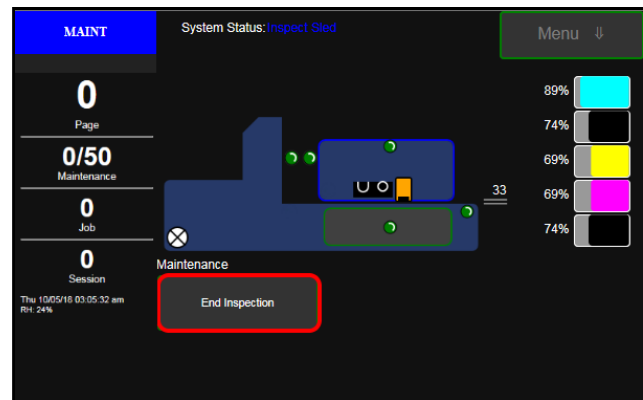 MAINT
System Status: Inspect Sled
Menu ⇓
0
Page
0/50
Maintenance
0
Job
0
Session
Thu 10/05/16 03:05:32 am
RH: 24%
33
Maintenance
End Inspection
89%
74%
69%
69%
74%